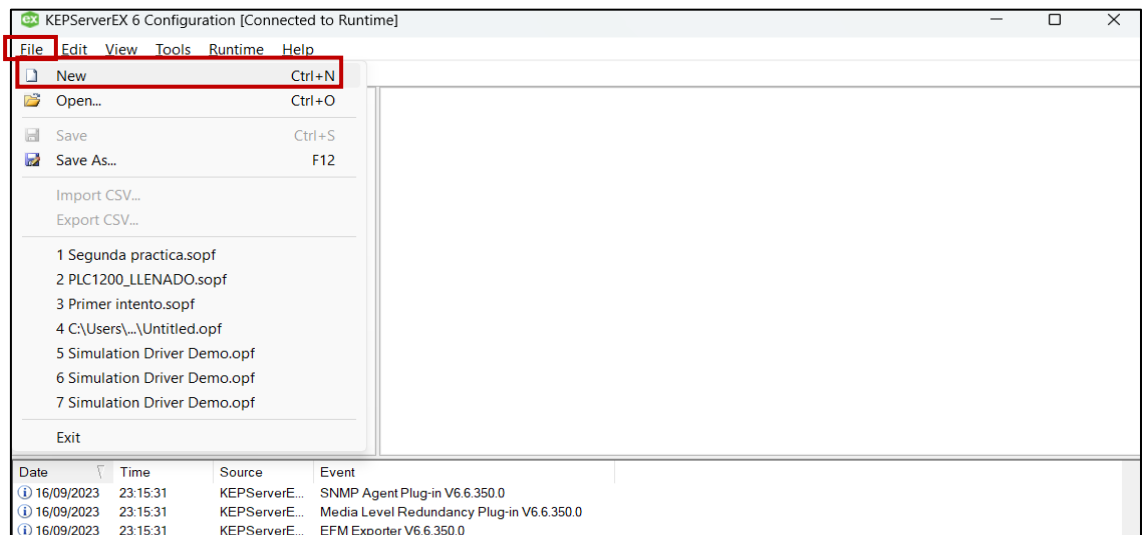 ex KEPServerEX 6 Configuration [Connected to Runtime]
File Edit View Tools Runtime Help
New Ctrl+N
Open... Ctrl+O
Save Ctrl+S
Save As... F12
Import CSV...
Export CSV...
1 Segunda practica.sopf
2 PLC1200_LLENADO.sopf
3 Primer intento.sopf
4 C:\Users\...\Untitled.opf
5 Simulation Driver Demo.opf
6 Simulation Driver Demo.opf
7 Simulation Driver Demo.opf
Exit
Date Time Source Event
16/09/2023 23:15:31 KEPServerE... SNMP Agent Plug-in V6.6.350.0
16/09/2023 23:15:31 KEPServerE... Media Level Redundancy Plug-in V6.6.350.0
16/09/2023 23:15:31 KEPServerE... EFM Exporter V6.6.350.0